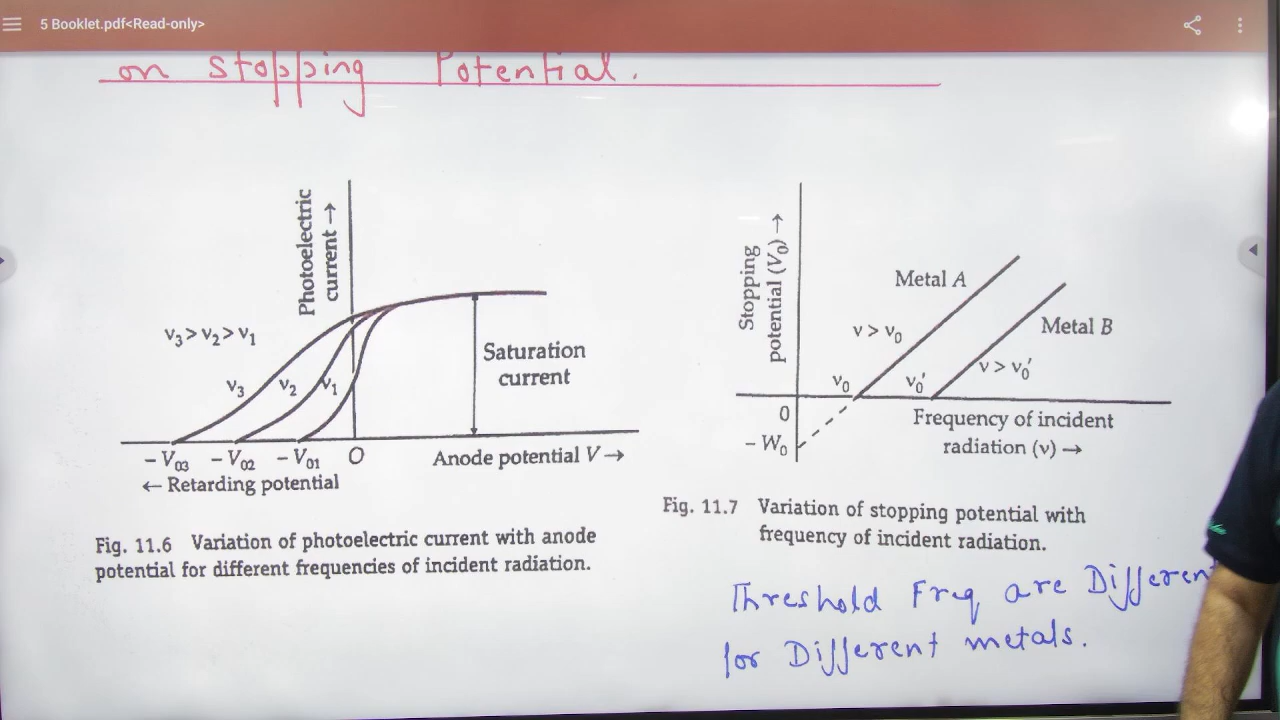 5 Booklet.pdf<Read-only>
on Stopping Potential.
Photoelectric
current →
ν3 > ν2 > ν1
ν3
ν2
ν1
Saturation
current
– V03
– V02
– V01
O
Anode potential V →
← Retarding potential
Fig. 11.6 Variation of photoelectric current with anode
potential for different frequencies of incident radiation.
Stopping
potential (V0) →
Metal A
Metal B
ν > ν0
ν > ν0′
ν0
ν0′
0
– W0
Frequency of incident
radiation (ν) →
Fig. 11.7 Variation of stopping potential with
frequency of incident radiation.
Threshold Freq are Different
for Different metals.